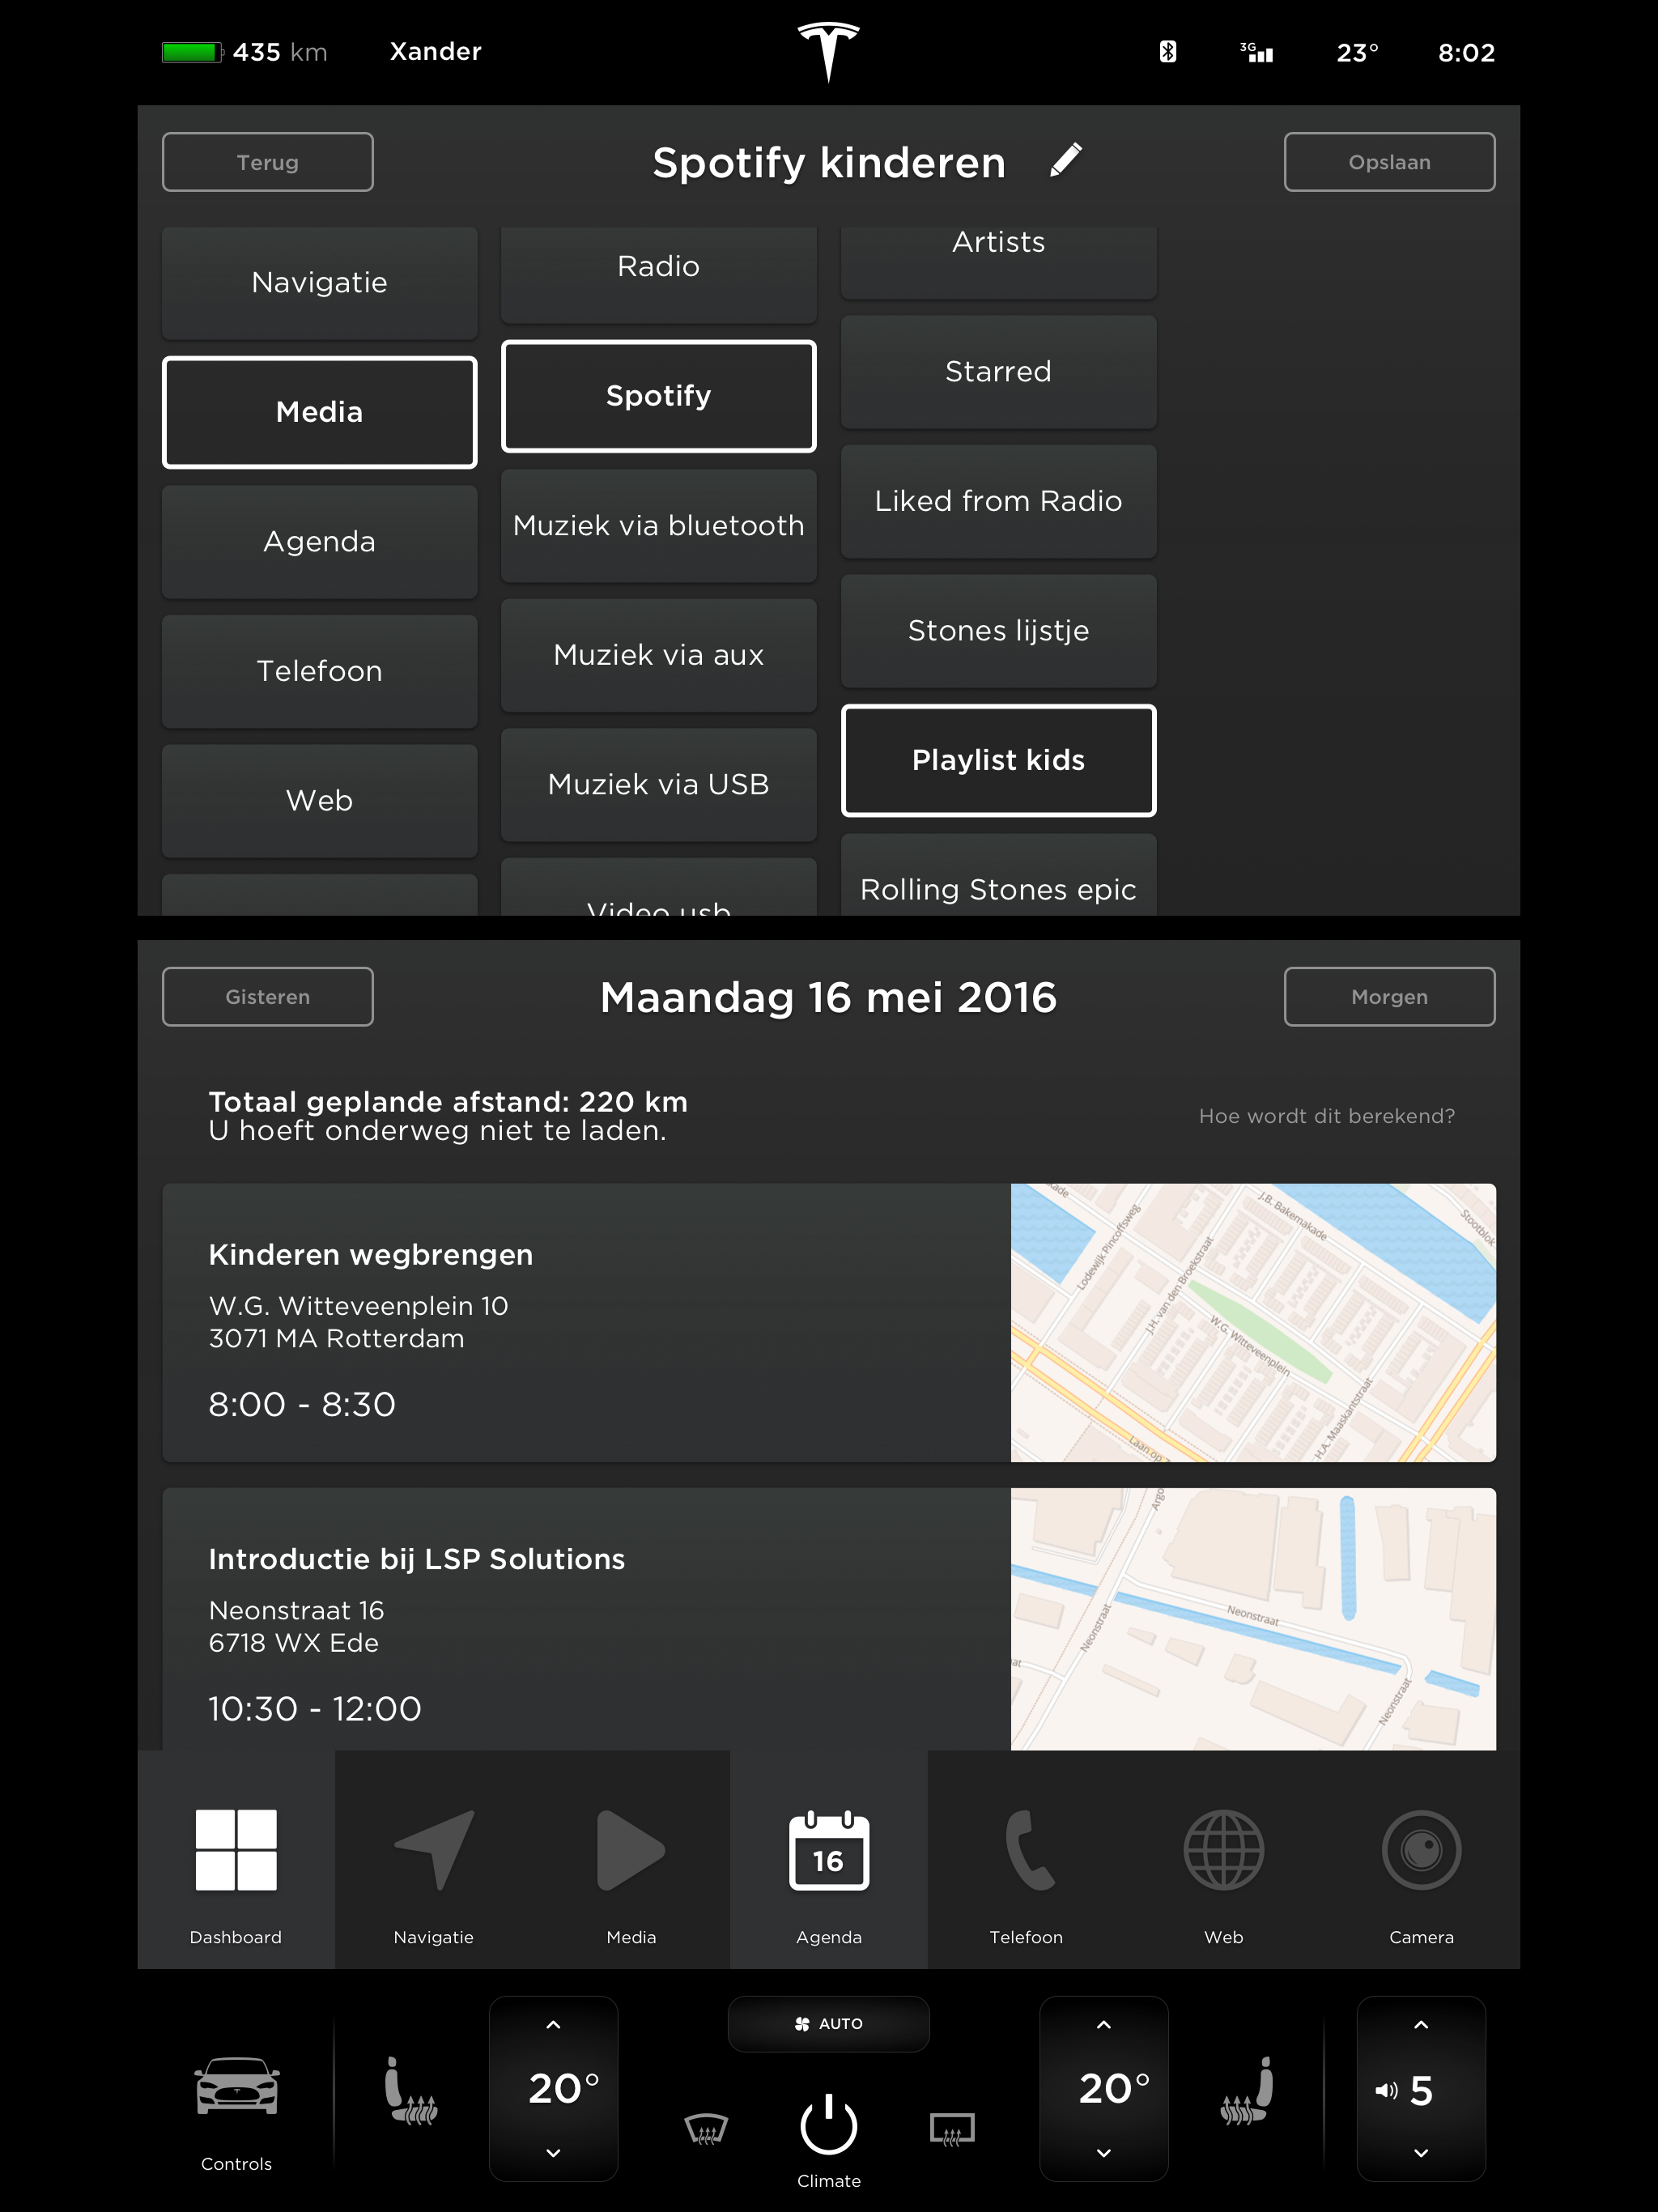 435 km
Xander
3G
23°
8:02
Terug
Spotify kinderen
Opslaan
Navigatie
Media
Agenda
Telefoon
Web
Radio
Spotify
Muziek via bluetooth
Muziek via aux
Muziek via USB
Video usb
Artists
Starred
Liked from Radio
Stones lijstje
Playlist kids
Rolling Stones epic
Gisteren
Maandag 16 mei 2016
Morgen
Totaal geplande afstand: 220 km
U hoeft onderweg niet te laden.
Hoe wordt dit berekend?
Kinderen wegbrengen
W.G. Witteveenplein 10
3071 MA Rotterdam
8:00 - 8:30
Lodewijk Pincoffsweg
J.B. Bakemakade
Stootblok
J.H. van den Broekstraat
W.G. Witteveenplein
H.A. Maaskantstraat
Laan op
Introductie bij LSP Solutions
Neonstraat 16
6718 WX Ede
10:30 - 12:00
Argo
Neonstraat
Neonstraat
Neonstraat
16
Dashboard
Navigatie
Media
Agenda
Telefoon
Web
Camera
AUTO
20°
20°
5
Controls
Climate